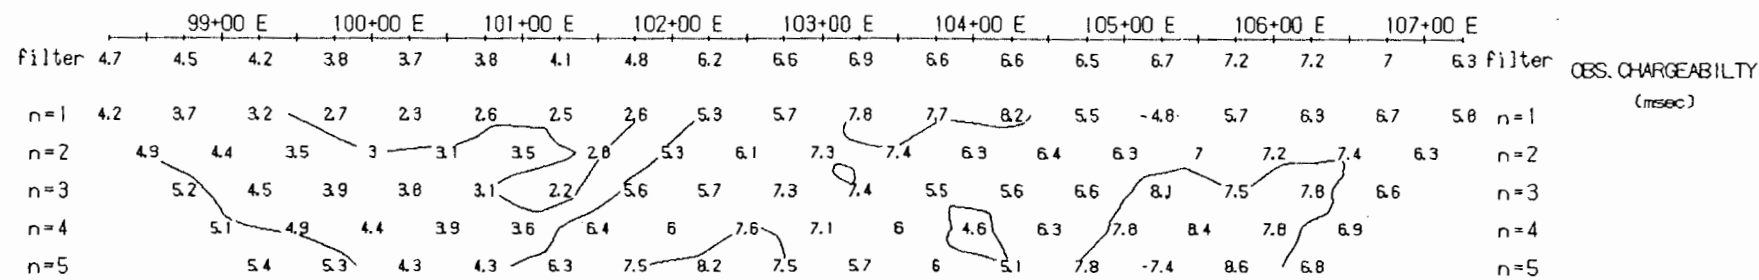 99+00 E 100+00 E 101+00 E 102+00 E 103+00 E 104+00 E 105+00 E 106+00 E 107+00 E
filter 4.7 4.5 4.2 3.8 3.7 3.8 4.1 4.8 6.2 6.6 6.9 6.6 6.6 6.5 6.7 7.2 7.2 7 6.3 filter
OBS. CHARGEABILTY
(msec)
n=1 4.2 3.7 3.2 2.7 2.3 2.6 2.5 2.6 5.3 5.7 7.8 7.7 8.2 5.5 -4.8 5.7 6.3 6.7 5.8 n=1
n=2 4.9 4.4 3.5 3 3.1 3.5 2.8 5.3 6.1 7.3 7.4 6.3 6.4 6.3 7 7.2 7.4 6.3 n=2
n=3 5.2 4.5 3.9 3.8 3.1 2.2 5.6 5.7 7.3 7.4 5.5 5.6 6.6 8.1 7.5 7.8 6.6 n=3
n=4 5.1 4.9 4.4 3.9 3.6 6.4 6 7.6 7.1 6 4.6 6.3 7.8 8.4 7.8 6.9 n=4
n=5 5.4 5.3 4.3 4.3 6.3 7.5 8.2 7.5 5.7 6 5.1 7.8 -7.4 8.6 6.8 n=5